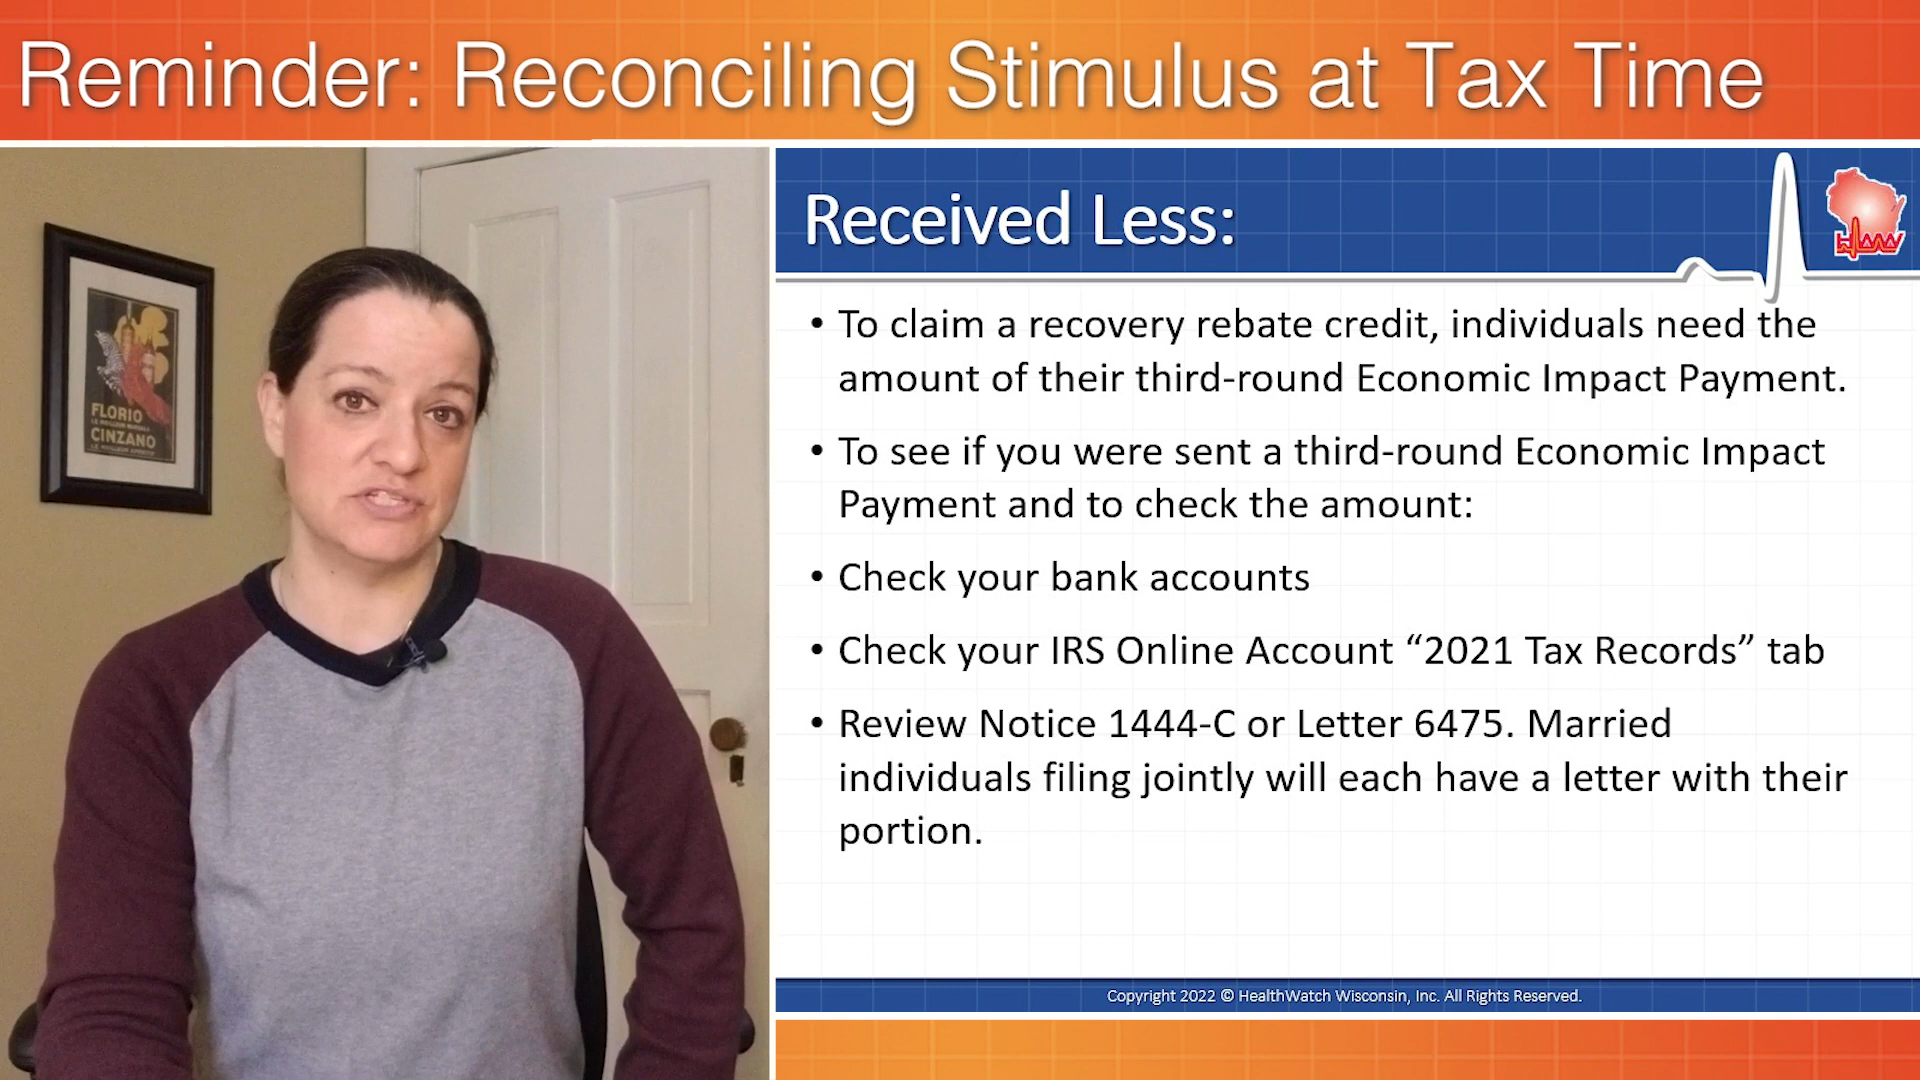 Reminder: Reconciling Stimulus at Tax Time
FLORIO
CINZANO
Received Less:
• To claim a recovery rebate credit, individuals need the
amount of their third-round Economic Impact Payment.
• To see if you were sent a third-round Economic Impact
Payment and to check the amount:
• Check your bank accounts
• Check your IRS Online Account “2021 Tax Records” tab
• Review Notice 1444-C or Letter 6475. Married
individuals filing jointly will each have a letter with their
portion.
Copyright 2022 © HealthWatch Wisconsin, Inc. All Rights Reserved.